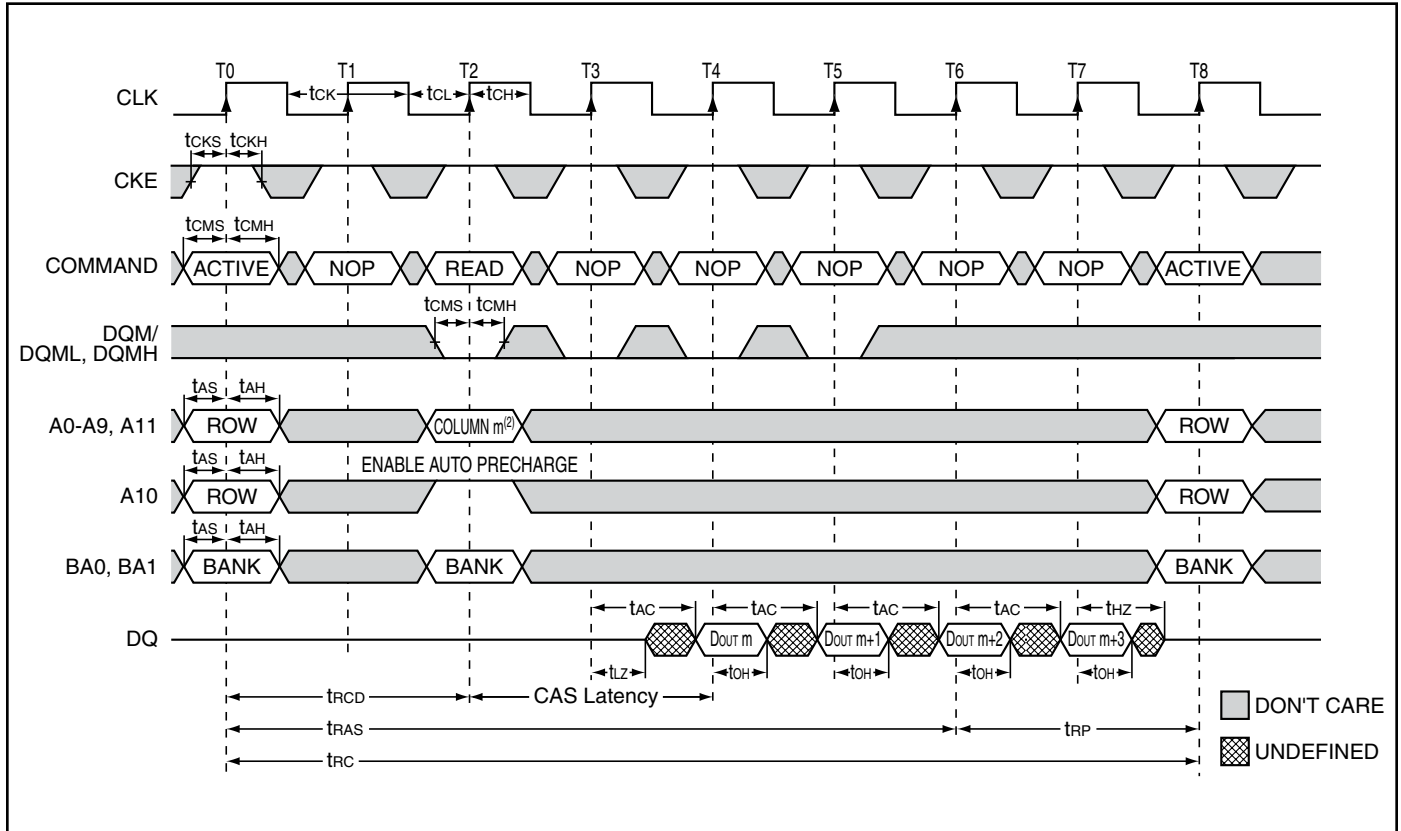 T0 T1 T2 T3 T4 T5 T6 T7 T8
CLK tCK tCL tCH
tCKS tCKH
CKE
tCMS tCMH
COMMAND ACTIVE NOP READ NOP NOP NOP NOP NOP ACTIVE
tCMS tCMH
DQM/
DQML, DQMH
tAS tAH
A0-A9, A11 ROW COLUMN m(2) ROW
tAS tAH ENABLE AUTO PRECHARGE
A10 ROW ROW
tAS tAH
BA0, BA1 BANK BANK BANK
tAC tAC tAC tAC tHZ
DQ DOUT m DOUT m+1 DOUT m+2 DOUT m+3
tLZ tOH tOH tOH tOH
tRCD CAS Latency
DON'T CARE
tRAS tRP
UNDEFINED
tRC